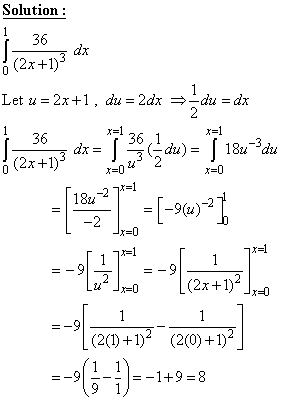 Solution :
∫₀¹ 36/(2x+1)³ dx
Let u = 2x+1 , du = 2dx ⇒ 1/2 du = dx
∫₀¹ 36/(2x+1)³ dx = ∫_{x=0}^{x=1} 36/u³ (1/2 du) = ∫_{x=0}^{x=1} 18u⁻³du
= [18u⁻²/−2]_{x=0}^{x=1} = [−9(u)⁻²]₀¹
= −9[1/u²]_{x=0}^{x=1} = −9[1/(2x+1)²]_{x=0}^{x=1}
= −9[1/(2(1)+1)² − 1/(2(0)+1)²]
= −9(1/9 − 1/1) = −1+9 = 8